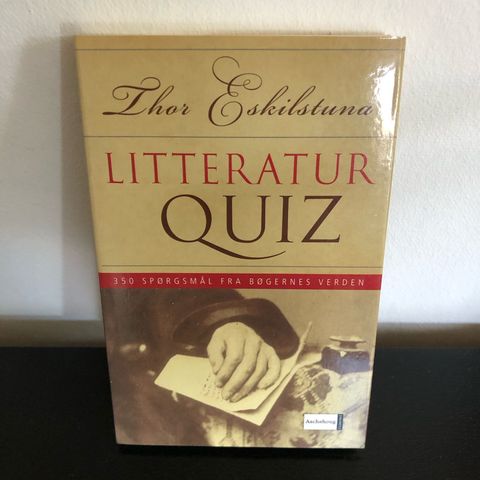 Thor Eskilstuna
LITTERATUR
QUIZ
350 SPØRGSMÅL FRA BØGERNES VERDEN
Aschehoug